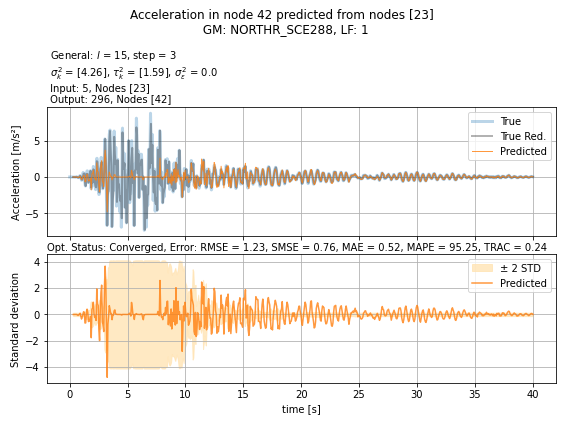 Acceleration in node 42 predicted from nodes [23]
GM: NORTHR_SCE288, LF: 1
General: l = 15, step = 3
σ²ₖ = [4.26], τ²ₖ = [1.59], σ²ₑ = 0.0
Input: 5, Nodes [23]
Output: 296, Nodes [42]
Acceleration [m/s²]
5
0
−5
True
True Red.
Predicted
Opt. Status: Converged, Error: RMSE = 1.23, SMSE = 0.76, MAE = 0.52, MAPE = 95.25, TRAC = 0.24
Standard deviation
4
2
0
−2
−4
± 2 STD
Predicted
0 5 10 15 20 25 30 35 40
time [s]